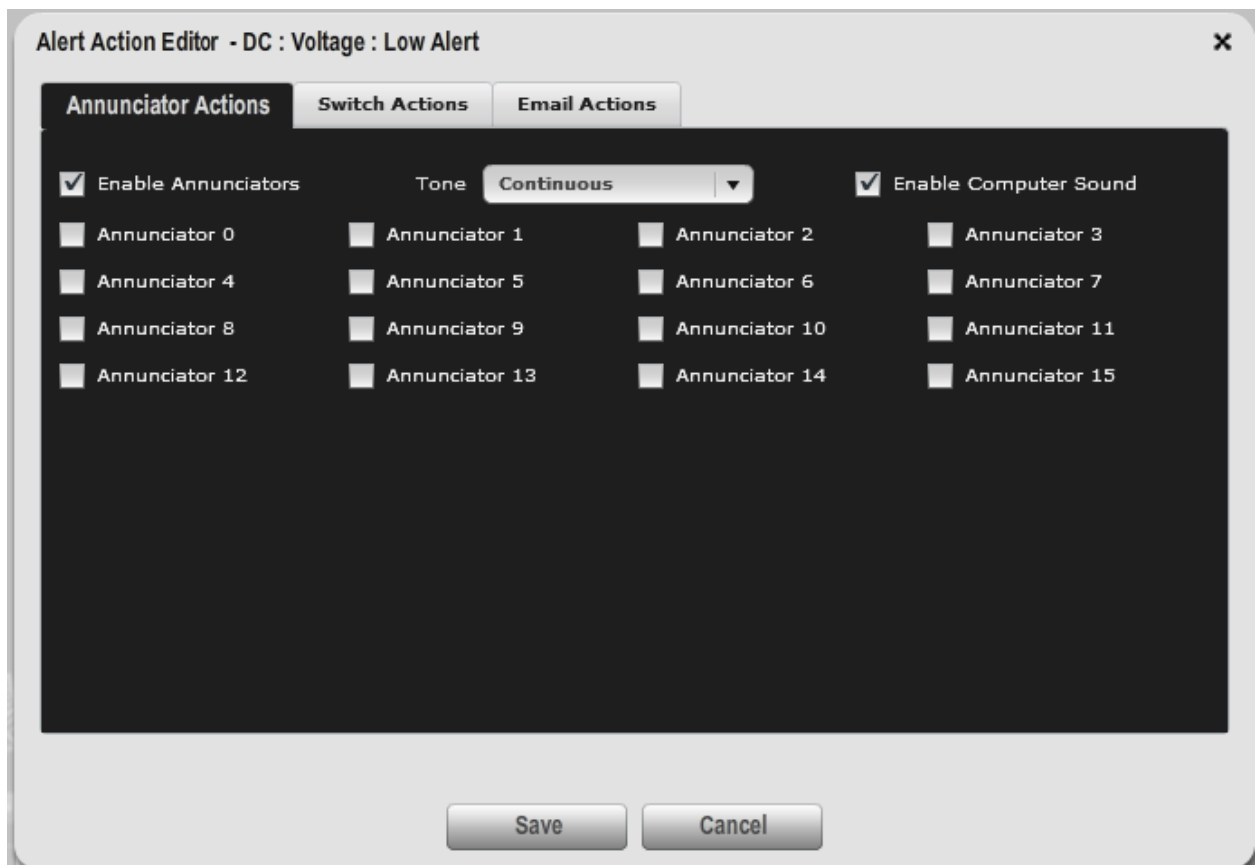 Alert Action Editor - DC : Voltage : Low Alert
Annunciator Actions Switch Actions Email Actions
Enable Annunciators Tone Continuous Enable Computer Sound
Annunciator 0 Annunciator 1 Annunciator 2 Annunciator 3
Annunciator 4 Annunciator 5 Annunciator 6 Annunciator 7
Annunciator 8 Annunciator 9 Annunciator 10 Annunciator 11
Annunciator 12 Annunciator 13 Annunciator 14 Annunciator 15
Save Cancel